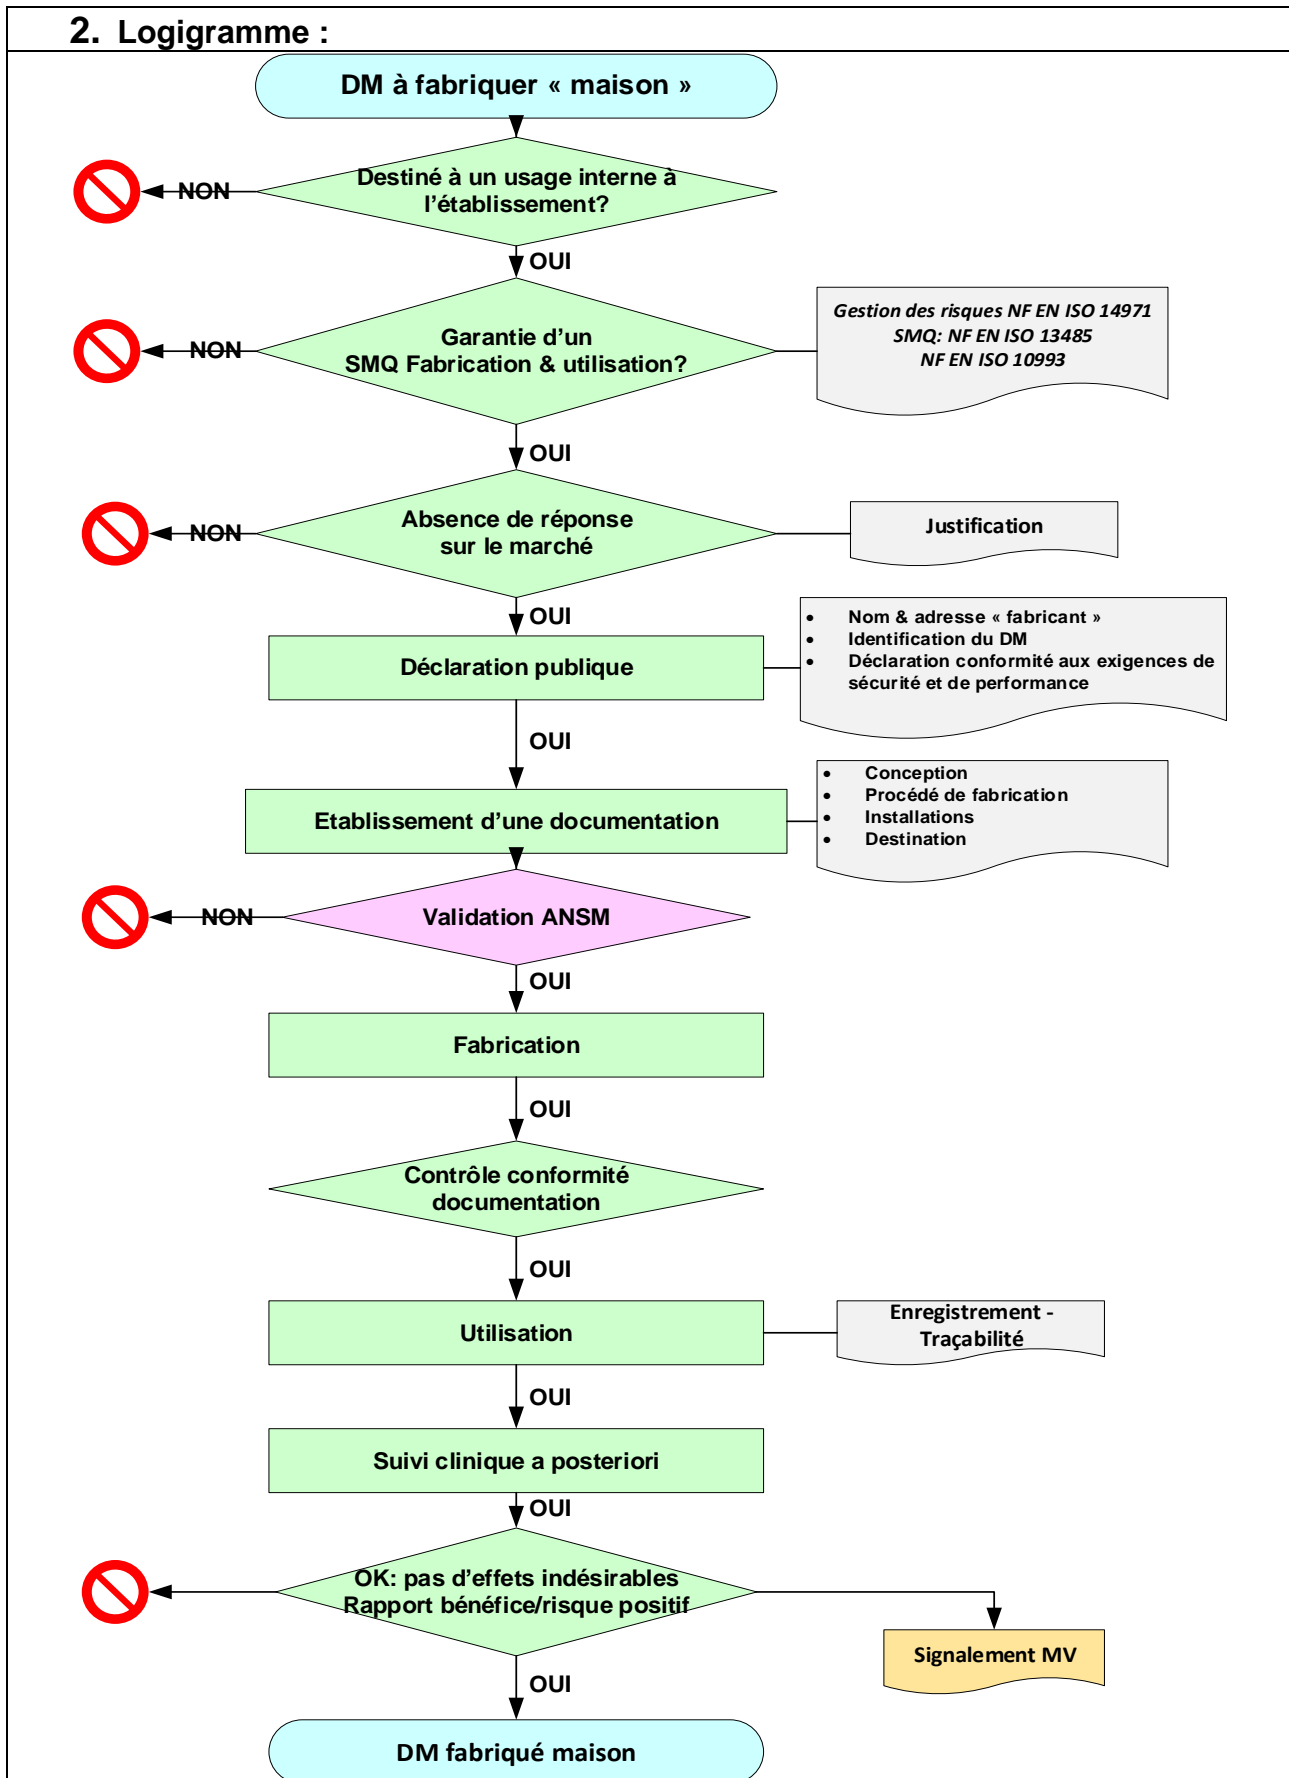 2. Logigramme :
DM à fabriquer « maison »
Destiné à un usage interne à
l'établissement?
NON
OUI
Garantie d'un
SMQ Fabrication & utilisation?
NON
Gestion des risques NF EN ISO 14971
SMQ: NF EN ISO 13485
NF EN ISO 10993
OUI
Absence de réponse
sur le marché
NON
Justification
OUI
Déclaration publique
• Nom & adresse « fabricant »
• Identification du DM
• Déclaration conformité aux exigences de
sécurité et de performance
OUI
Etablissement d'une documentation
• Conception
• Procédé de fabrication
• Installations
• Destination
Validation ANSM
NON
OUI
Fabrication
OUI
Contrôle conformité
documentation
OUI
Utilisation
Enregistrement -
Traçabilité
OUI
Suivi clinique a posteriori
OUI
OK: pas d'effets indésirables
Rapport bénéfice/risque positif
Signalement MV
OUI
DM fabriqué maison